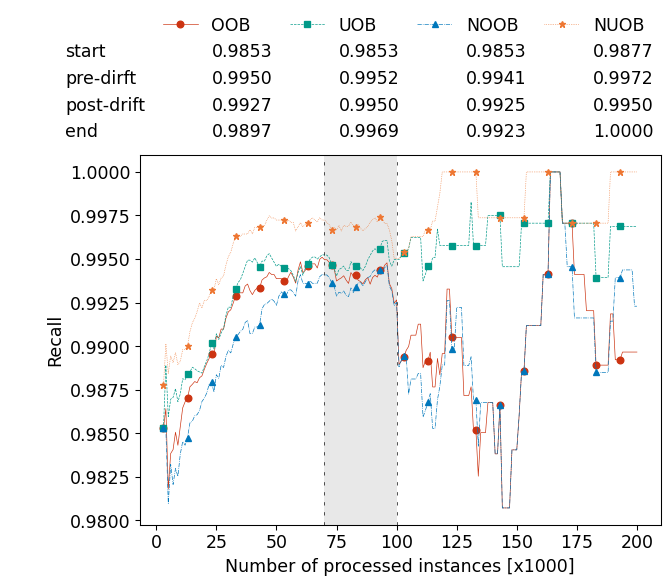 OOB UOB NOOB NUOB
start 0.9853 0.9853 0.9853 0.9877
pre-dirft 0.9950 0.9952 0.9941 0.9972
post-drift 0.9927 0.9950 0.9925 0.9950
end 0.9897 0.9969 0.9923 1.0000
1.0000
0.9975
0.9950
0.9925
0.9900
0.9875
0.9850
0.9825
0.9800
Recall
0 25 50 75 100 125 150 175 200
Number of processed instances [x1000]